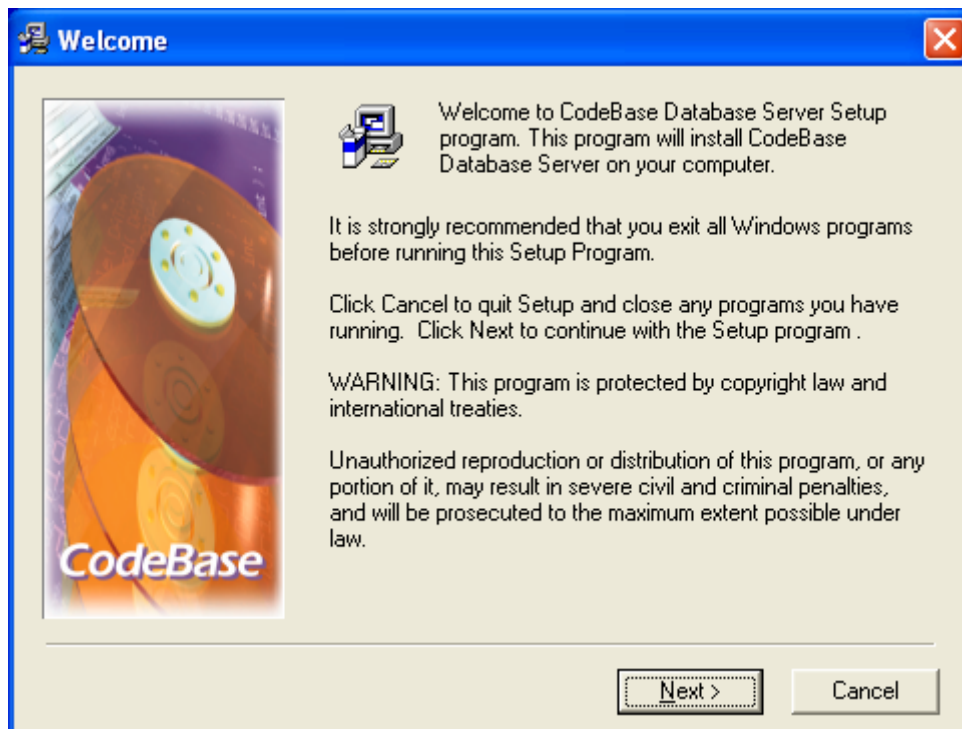 Welcome
Welcome to CodeBase Database Server Setup
program. This program will install CodeBase
Database Server on your computer.
It is strongly recommended that you exit all Windows programs
before running this Setup Program.
Click Cancel to quit Setup and close any programs you have
running.  Click Next to continue with the Setup program .
WARNING: This program is protected by copyright law and
international treaties.
Unauthorized reproduction or distribution of this program, or any
portion of it, may result in severe civil and criminal penalties,
and will be prosecuted to the maximum extent possible under
law.
CodeBase
Next >
Cancel